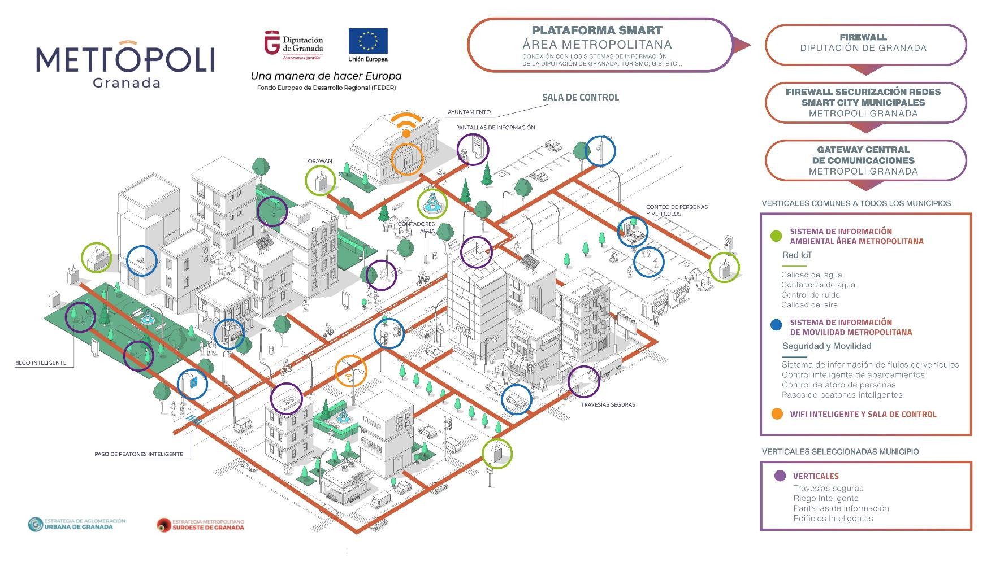 METROPOLI
Granada
Diputación
de Granada
Avanzamos junt@s
Unión Europea
Una manera de hacer Europa
Fondo Europeo de Desarrollo Regional (FEDER)
PLATAFORMA SMART
ÁREA METROPOLITANA
CONEXIÓN CON LOS SISTEMAS DE INFORMACIÓN
DE LA DIPUTACIÓN DE GRANADA: TURISMO, GIS, ETC...
FIREWALL
DIPUTACIÓN DE GRANADA
FIREWALL SECURIZACIÓN REDES
SMART CITY MUNICIPALES
METROPOLI GRANADA
GATEWAY CENTRAL
DE COMUNICACIONES
METROPOLI GRANADA
SALA DE CONTROL
AYUNTAMIENTO
PANTALLAS DE INFORMACIÓN
LORAWAN
CONTADORES
AGUA
CONTEO DE PERSONAS
Y VEHÍCULOS
RIEGO INTELIGENTE
TRAVESÍAS SEGURAS
PASO DE PEATONES INTELIGENTE
OFFICE
VERTICALES COMUNES A TODOS LOS MUNICIPIOS
SISTEMA DE INFORMACIÓN
AMBIENTAL ÁREA METROPOLITANA
Red IoT
Calidad del agua
Contadores de agua
Control de ruido
Calidad del aire
SISTEMA DE INFORMACIÓN
DE MOVILIDAD METROPOLITANA
Seguridad y Movilidad
Sistema de información de flujos de vehículos
Control inteligente de aparcamientos
Control de aforo de personas
Pasos de peatones inteligentes
WIFI INTELIGENTE Y SALA DE CONTROL
VERTICALES SELECCIONADAS MUNICIPIO
VERTICALES
Travesías seguras
Riego Inteligente
Pantallas de información
Edificios Inteligentes
ESTRATEGIA DE AGLOMERACIÓN
URBANA DE GRANADA
ESTRATEGIA METROPOLITANO
SUROESTE DE GRANADA